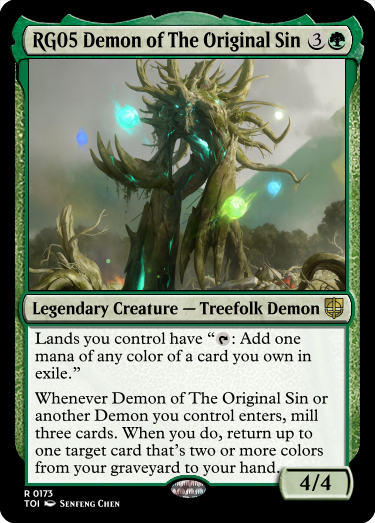 RG05 Demon of The Original Sin 3
Legendary Creature — Treefolk Demon
Lands you control have “: Add one
mana of any color of a card you own in
exile.”
Whenever Demon of The Original Sin or
another Demon you control enters, mill
three cards. When you do, return up to
one target card that’s two or more colors
from your graveyard to your hand.
4/4
R 0173
TOI Senfeng Chen